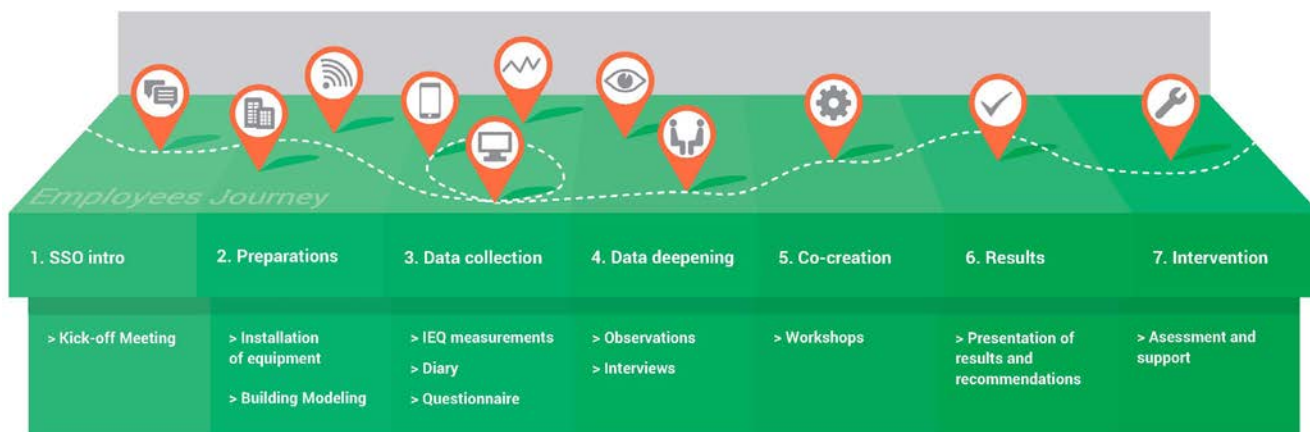 Employees Journey
1. SSO intro
2. Preparations
3. Data collection
4. Data deepening
5. Co-creation
6. Results
7. Intervention
> Kick-off Meeting
> Installation
of equipment
> Building Modeling
> IEQ measurements
> Diary
> Questionnaire
> Observations
> Interviews
> Workshops
> Presentation of
results and
recommendations
> Asessment and
support